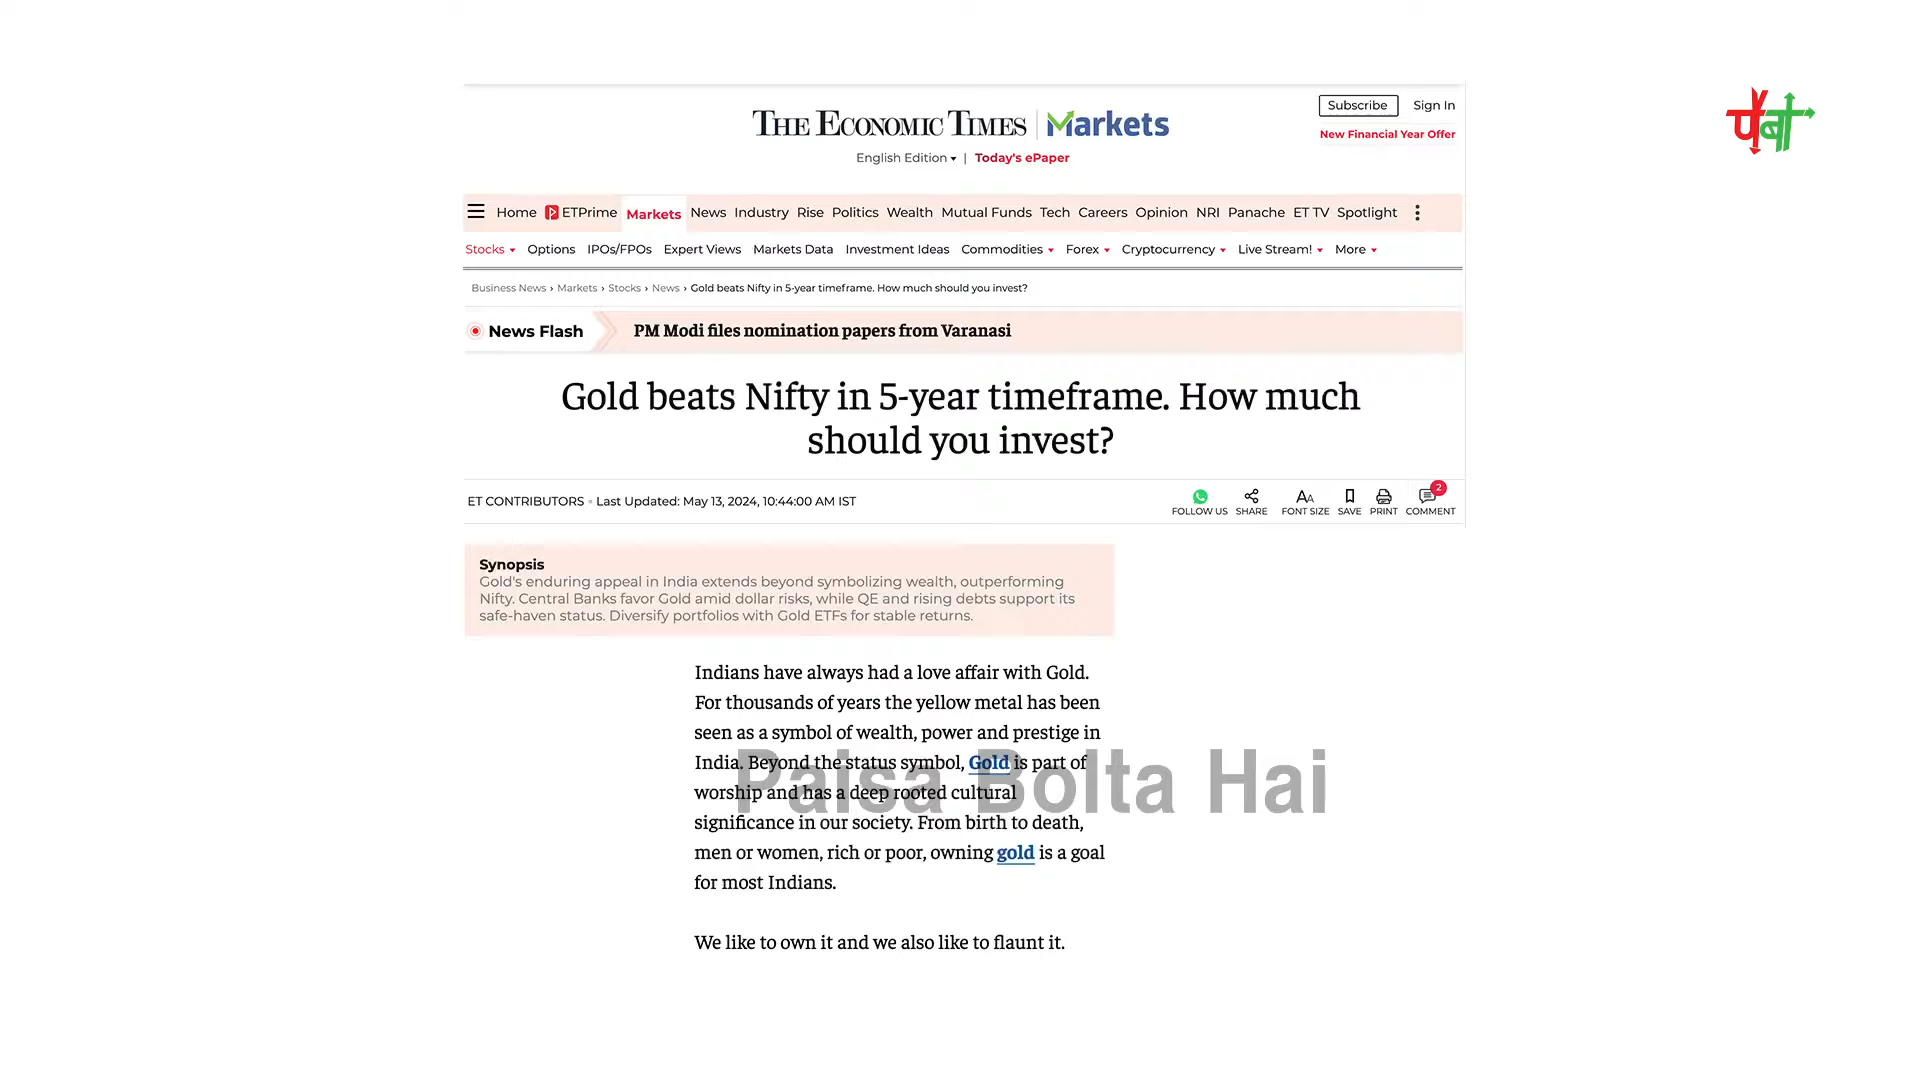 Subscribe Sign In
THE ECONOMIC TIMES | Markets
New Financial Year Offer
English Edition | Today's ePaper
पैबो
Home ETPrime Markets News Industry Rise Politics Wealth Mutual Funds Tech Careers Opinion NRI Panache ET TV Spotlight
Stocks Options IPOs/FPOs Expert Views Markets Data Investment Ideas Commodities Forex Cryptocurrency Live Stream! More
Business News › Markets › Stocks › News › Gold beats Nifty in 5-year timeframe. How much should you invest?
News Flash PM Modi files nomination papers from Varanasi
Gold beats Nifty in 5-year timeframe. How much
should you invest?
ET CONTRIBUTORS Last Updated: May 13, 2024, 10:44:00 AM IST
2
FOLLOW US SHARE FONT SIZE SAVE PRINT COMMENT
Synopsis
Gold's enduring appeal in India extends beyond symbolizing wealth, outperforming
Nifty. Central Banks favor Gold amid dollar risks, while QE and rising debts support its
safe-haven status. Diversify portfolios with Gold ETFs for stable returns.
Indians have always had a love affair with Gold.
For thousands of years the yellow metal has been
seen as a symbol of wealth, power and prestige in
India. Beyond the status symbol, Gold is part of
worship and has a deep rooted cultural
significance in our society. From birth to death,
men or women, rich or poor, owning gold is a goal
for most Indians.
We like to own it and we also like to flaunt it.
Paisa Bolta Hai